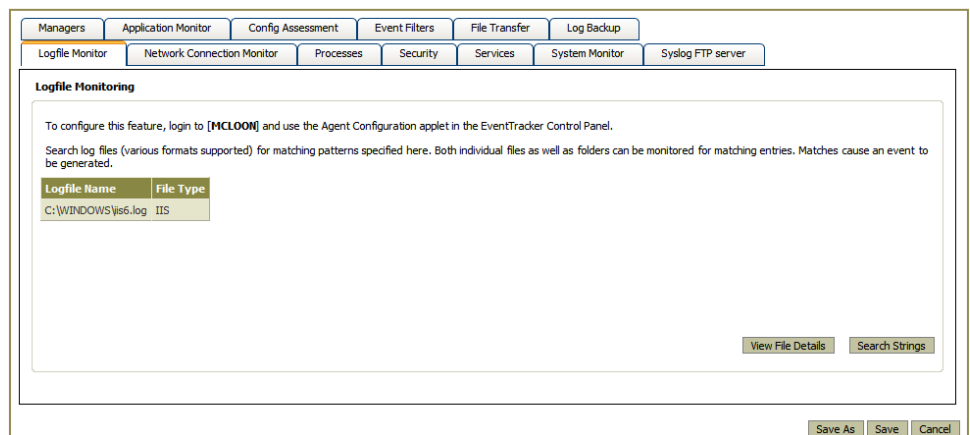 Managers Application Monitor Config Assessment Event Filters File Transfer Log Backup
Logfile Monitor Network Connection Monitor Processes Security Services System Monitor Syslog FTP server
Logfile Monitoring
To configure this feature, login to [MCLOON] and use the Agent Configuration applet in the EventTracker Control Panel.
Search log files (various formats supported) for matching patterns specified here. Both individual files as well as folders can be monitored for matching entries. Matches cause an event to
be generated.
Logfile Name File Type
C:\WINDOWS\iis6.log IIS
View File Details Search Strings
Save As Save Cancel